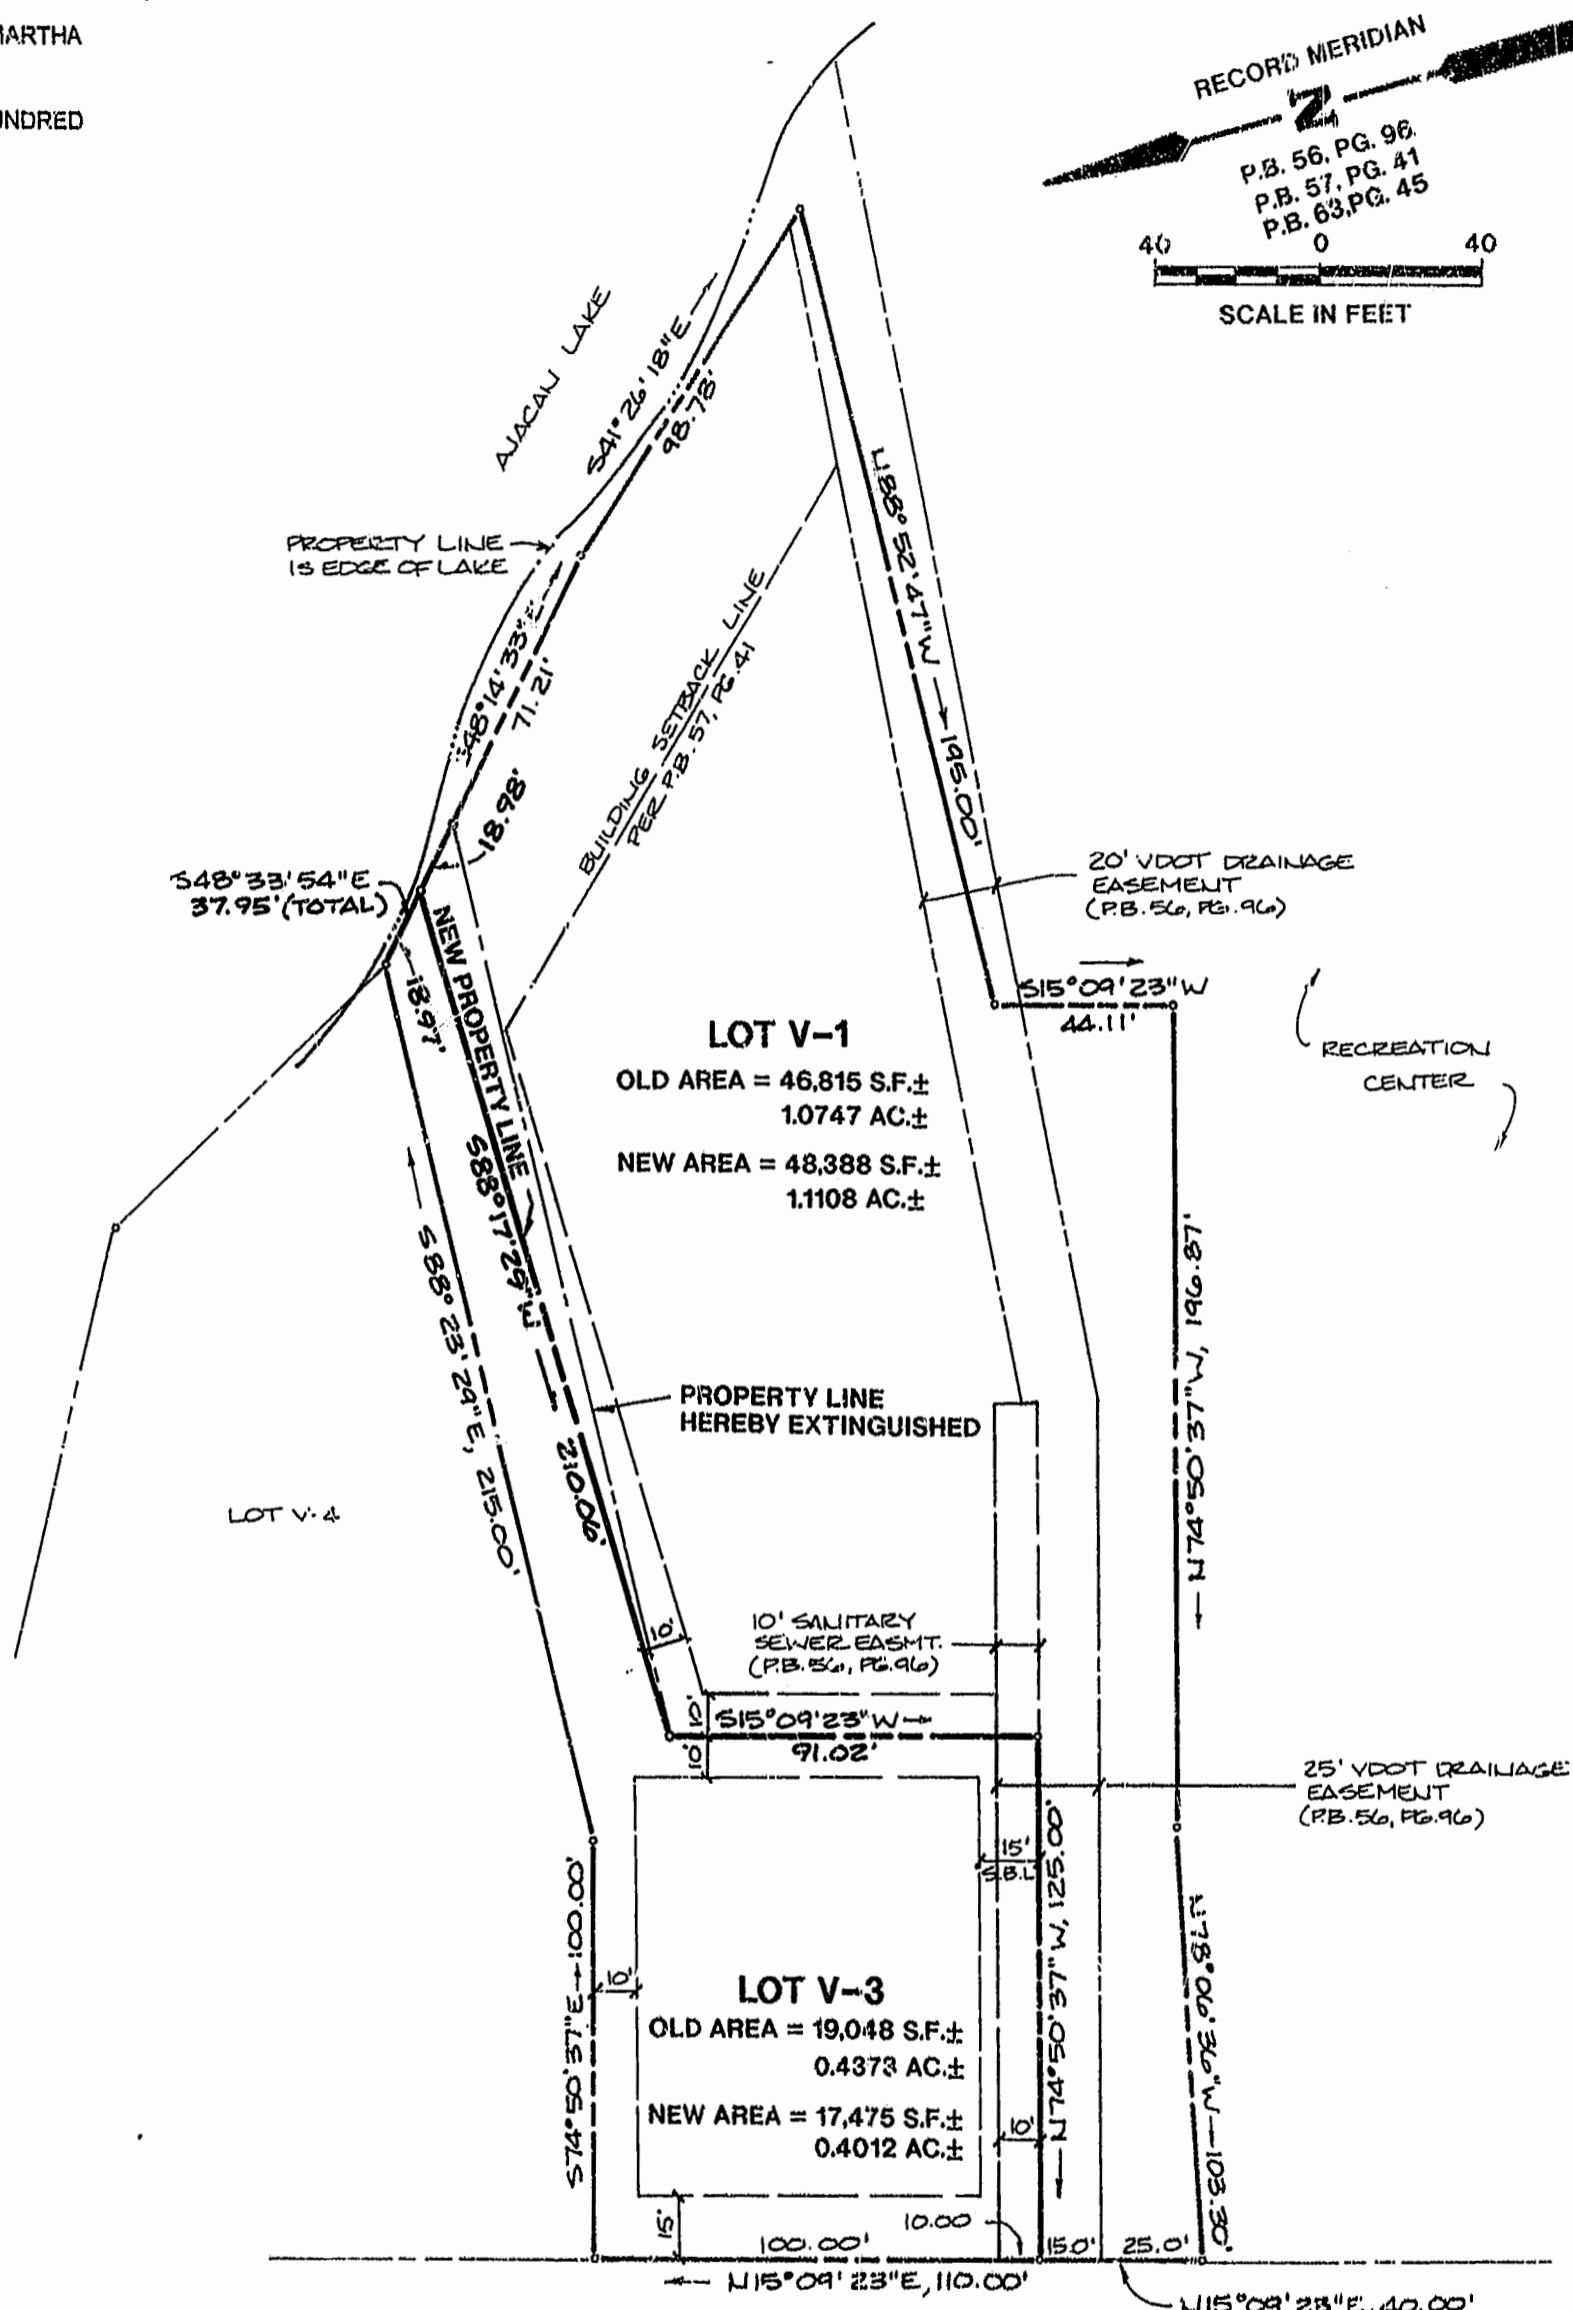 MARTHA
UNDRED
RECORD MERIDIAN
N
P.B. 56, PG. 96
P.B. 57, PG. 41
P.B. 63, PG. 45
40 0 40
SCALE IN FEET
AJACAN LAKE
S41°26'18"E
98.78'
PROPERTY LINE
IS EDGE OF LAKE
N88°52'47"W 195.00'
S48°14'33"E
71.21'
BUILDING SETBACK LINE
PER P.B. 57, PG. 41
18.98'
S48°33'54"E
37.95' (TOTAL)
18.97'
20' VDOT DRAINAGE
EASEMENT
(P.B. 56, PG. 96)
NEW PROPERTY LINE
S15°09'23"W
44.11'
RECREATION
CENTER
LOT V-1
OLD AREA = 46,815 S.F.±
1.0747 AC.±
NEW AREA = 48,388 S.F.±
1.1108 AC.±
S88°17'29"W
210.06'
S88°23'29"E, 215.00'
N74°50'37"W, 196.87'
PROPERTY LINE
HEREBY EXTINGUISHED
LOT V-4
10'
10' SANITARY
SEWER EASMT.
(P.B. 56, PG. 96)
10'
S15°09'23"W
10'
91.02'
25' VDOT DRAINAGE
EASEMENT
(P.B. 56, PG. 96)
15'
S.B.L.
N74°50'37"W, 125.00'
S74°50'37"E 100.00'
10'
N78°06'36"W 103.30'
LOT V-3
OLD AREA = 19,048 S.F.±
0.4373 AC.±
NEW AREA = 17,475 S.F.±
0.4012 AC.±
10'
15'
10.00
100.00'
15.0' 25.0'
N15°09'23"E, 110.00'
N15°09'23"E, 40.00'